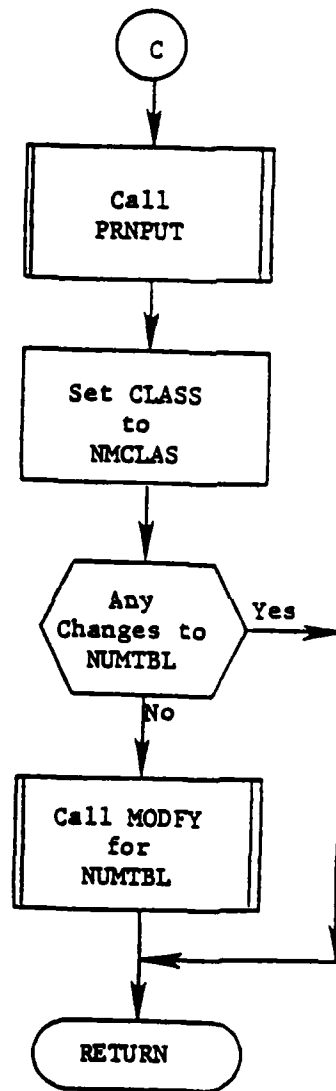 C
Call
PRNPUT
Set CLASS
to
NMCLAS
Any
Changes to
NUMTBL
Yes
No
Call MODFY
for
NUMTBL
RETURN